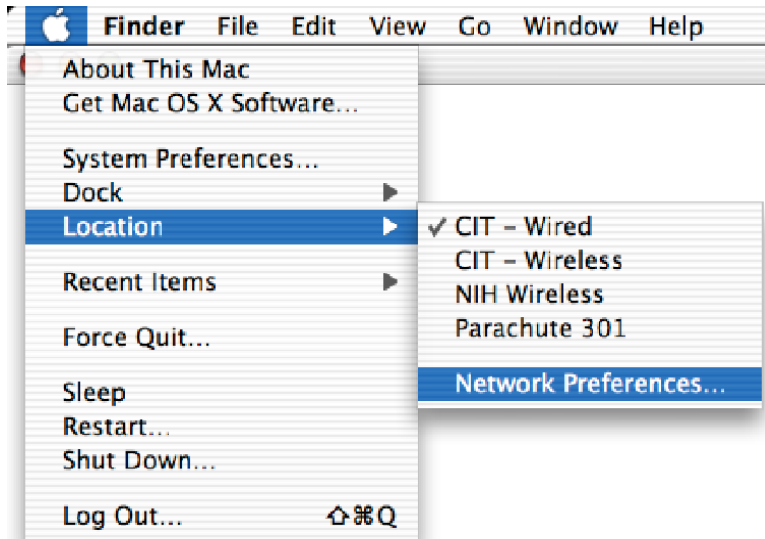 Finder File Edit View Go Window Help
About This Mac
Get Mac OS X Software...
System Preferences...
Dock
Location
Recent Items
Force Quit...
Sleep
Restart...
Shut Down...
Log Out... ⇧⌘Q
CIT – Wired
CIT – Wireless
NIH Wireless
Parachute 301
Network Preferences...